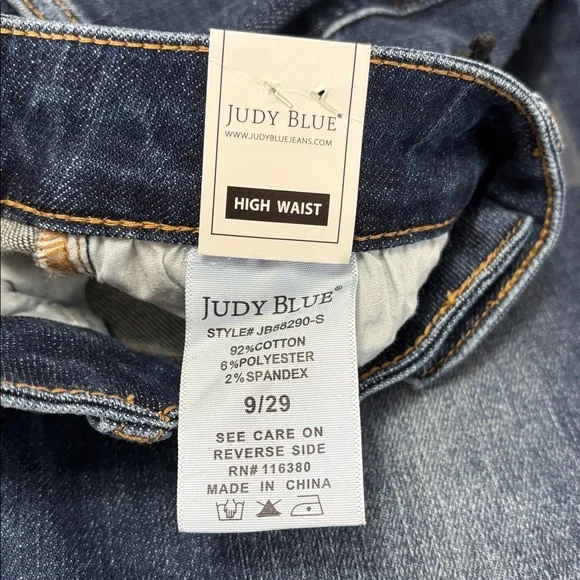 JUDY BLUE®
WWW.JUDYBLUEJEANS.COM
HIGH WAIST
JUDY BLUE®
STYLE# JB88290-S
92%COTTON
6%POLYESTER
2%SPANDEX
9/29
SEE CARE ON
REVERSE SIDE
RN# 116380
MADE IN CHINA